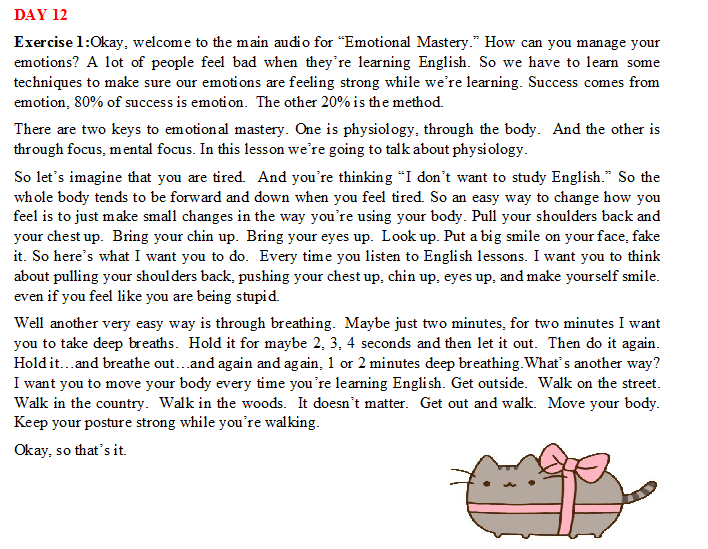 DAY 12
Exercise 1:Okay, welcome to the main audio for “Emotional Mastery.” How can you manage your
emotions? A lot of people feel bad when they’re learning English. So we have to learn some
techniques to make sure our emotions are feeling strong while we’re learning. Success comes from
emotion, 80% of success is emotion. The other 20% is the method.
There are two keys to emotional mastery. One is physiology, through the body. And the other is
through focus, mental focus. In this lesson we’re going to talk about physiology.
So let’s imagine that you are tired. And you’re thinking “I don’t want to study English.” So the
whole body tends to be forward and down when you feel tired. So an easy way to change how you
feel is to just make small changes in the way you’re using your body. Pull your shoulders back and
your chest up. Bring your chin up. Bring your eyes up. Look up. Put a big smile on your face, fake
it. So here’s what I want you to do. Every time you listen to English lessons. I want you to think
about pulling your shoulders back, pushing your chest up, chin up, eyes up, and make yourself smile.
even if you feel like you are being stupid.
Well another very easy way is through breathing. Maybe just two minutes, for two minutes I want
you to take deep breaths. Hold it for maybe 2, 3, 4 seconds and then let it out. Then do it again.
Hold it…and breathe out…and again and again, 1 or 2 minutes deep breathing.What’s another way?
I want you to move your body every time you’re learning English. Get outside. Walk on the street.
Walk in the country. Walk in the woods. It doesn’t matter. Get out and walk. Move your body.
Keep your posture strong while you’re walking.
Okay, so that’s it.